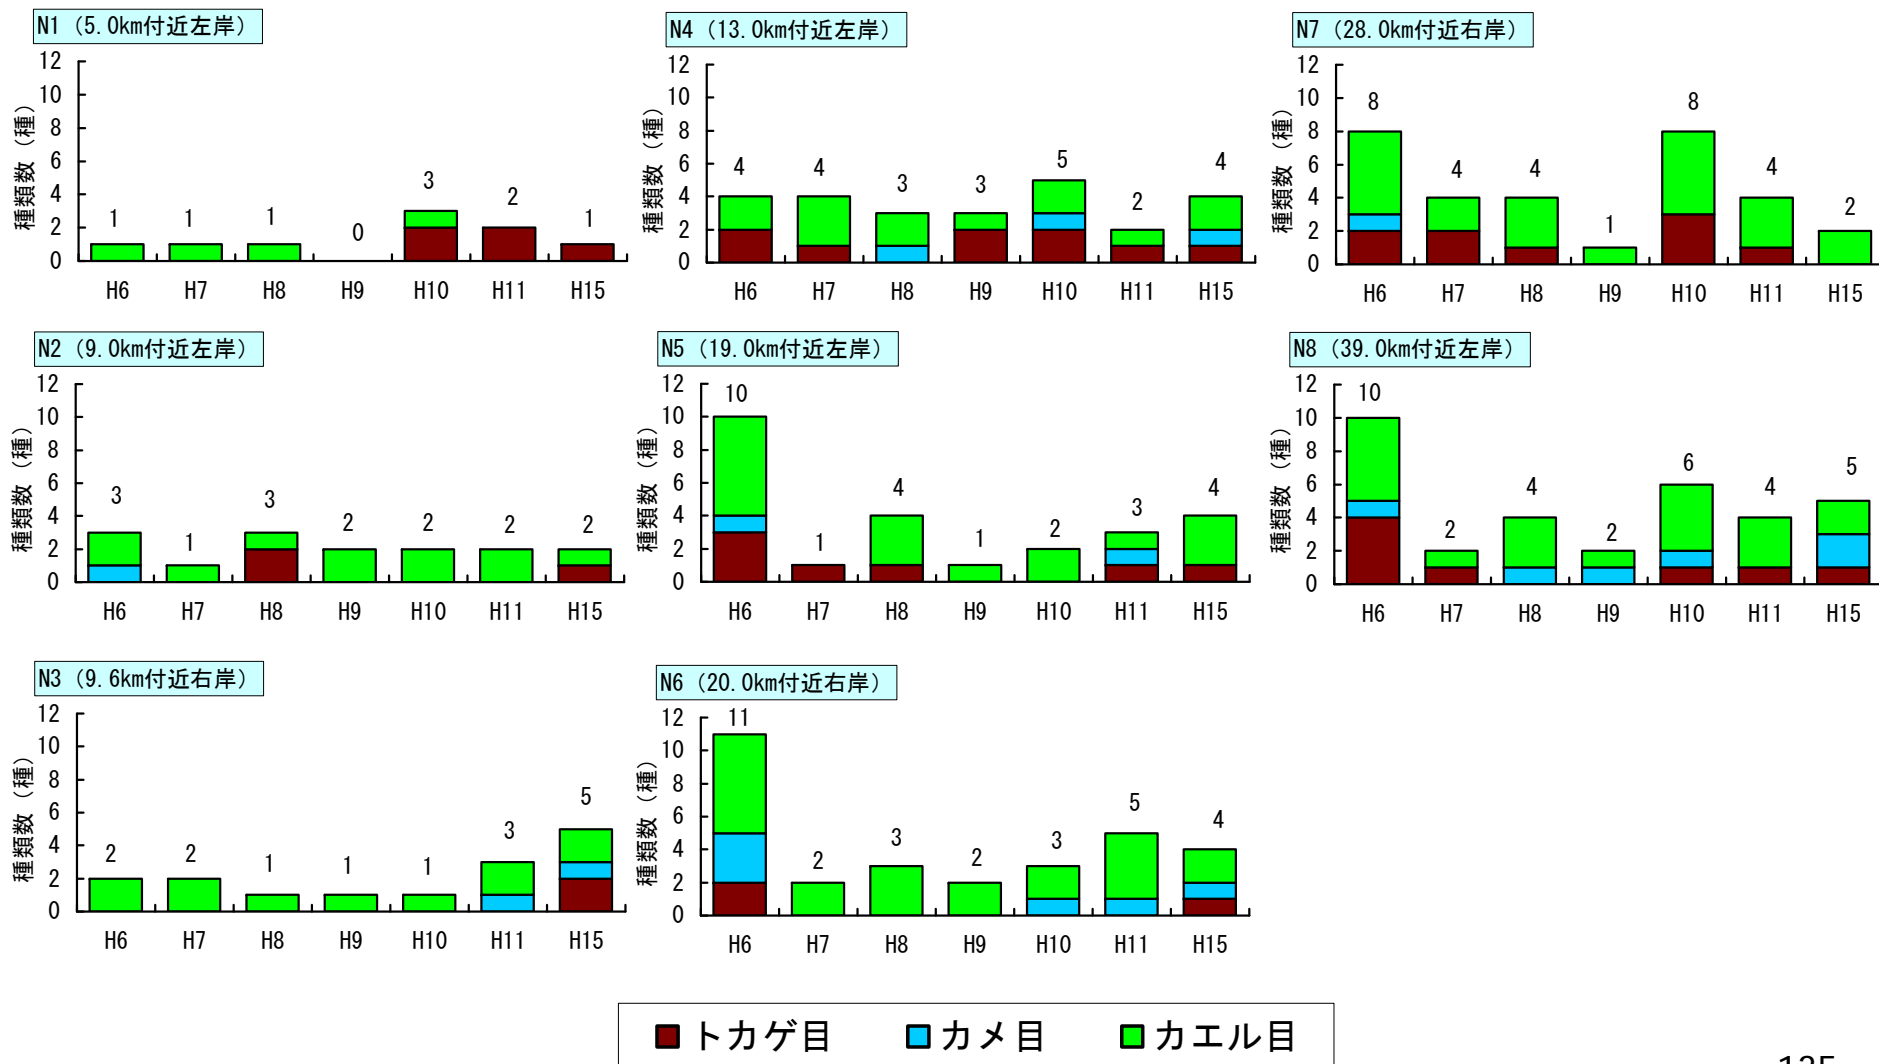 N1（5.0km付近左岸）
種類数（種）
12
10
8
6
4
2
0
1 1 1 0 3 2 1
H6 H7 H8 H9 H10 H11 H15
N4（13.0km付近左岸）
種類数（種）
12
10
8
6
4
2
0
4 4 3 3 5 2 4
H6 H7 H8 H9 H10 H11 H15
N7（28.0km付近右岸）
種類数（種）
12
10
8
6
4
2
0
8 4 4 1 8 4 2
H6 H7 H8 H9 H10 H11 H15
N2（9.0km付近左岸）
種類数（種）
12
10
8
6
4
2
0
3 1 3 2 2 2 2
H6 H7 H8 H9 H10 H11 H15
N5（19.0km付近左岸）
種類数（種）
12
10
8
6
4
2
0
10 1 4 1 2 3 4
H6 H7 H8 H9 H10 H11 H15
N8（39.0km付近左岸）
種類数（種）
12
10
8
6
4
2
0
10 2 4 2 6 4 5
H6 H7 H8 H9 H10 H11 H15
N3（9.6km付近右岸）
種類数（種）
12
10
8
6
4
2
0
2 2 1 1 1 3 5
H6 H7 H8 H9 H10 H11 H15
N6（20.0km付近右岸）
種類数（種）
12
10
8
6
4
2
0
11 2 3 2 3 5 4
H6 H7 H8 H9 H10 H11 H15
トカゲ目 カメ目 カエル目